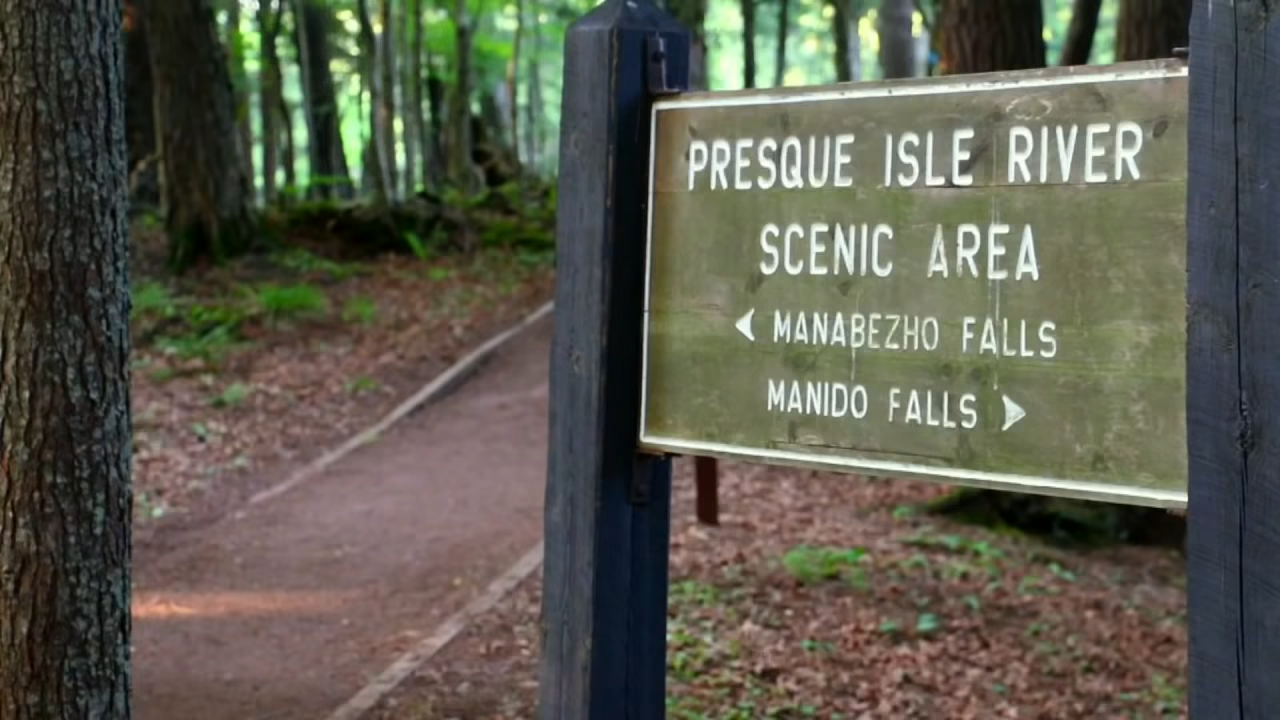 PRESQUE ISLE RIVER
SCENIC AREA
MANABEZHO FALLS
MANIDO FALLS